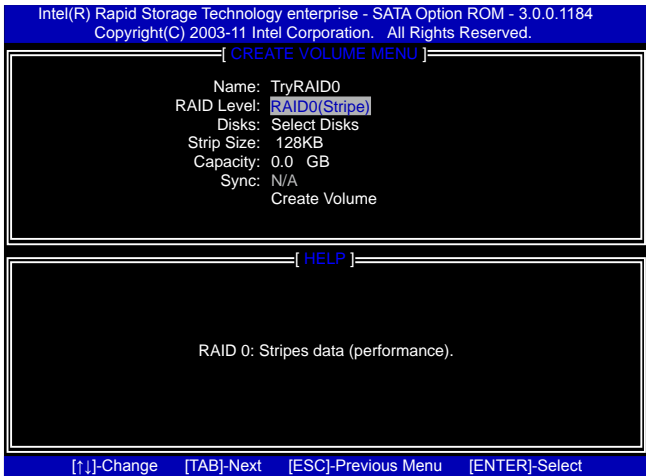 Intel(R) Rapid Storage Technology enterprise - SATA Option ROM - 3.0.0.1184
Copyright(C) 2003-11 Intel Corporation. All Rights Reserved.
[ CREATE VOLUME MENU ]
Name: TryRAID0
RAID Level: RAID0(Stripe)
Disks: Select Disks
Strip Size: 128KB
Capacity: 0.0 GB
Sync: N/A
Create Volume
[ HELP ]
RAID 0: Stripes data (performance).
[↑↓]-Change [TAB]-Next [ESC]-Previous Menu [ENTER]-Select